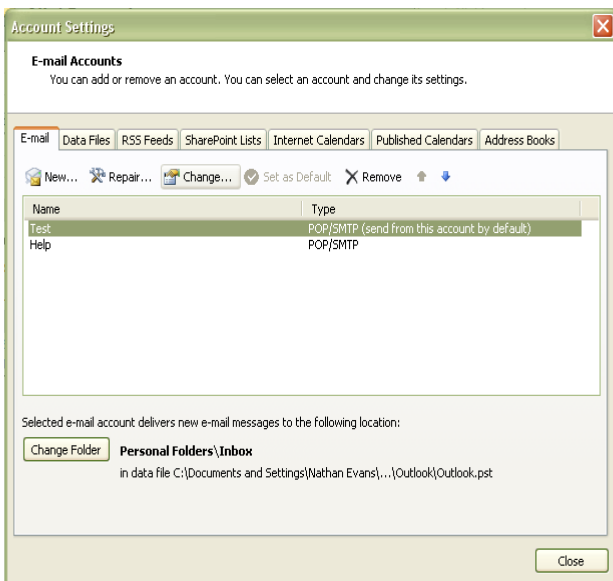 Account Settings
E-mail Accounts
You can add or remove an account. You can select an account and change its settings.
E-mail Data Files RSS Feeds SharePoint Lists Internet Calendars Published Calendars Address Books
New... Repair... Change... Set as Default Remove
Name Type
Test POP/SMTP (send from this account by default)
Help POP/SMTP
Selected e-mail account delivers new e-mail messages to the following location:
Change Folder Personal Folders\Inbox
in data file C:\Documents and Settings\Nathan Evans\...\Outlook\Outlook.pst
Close